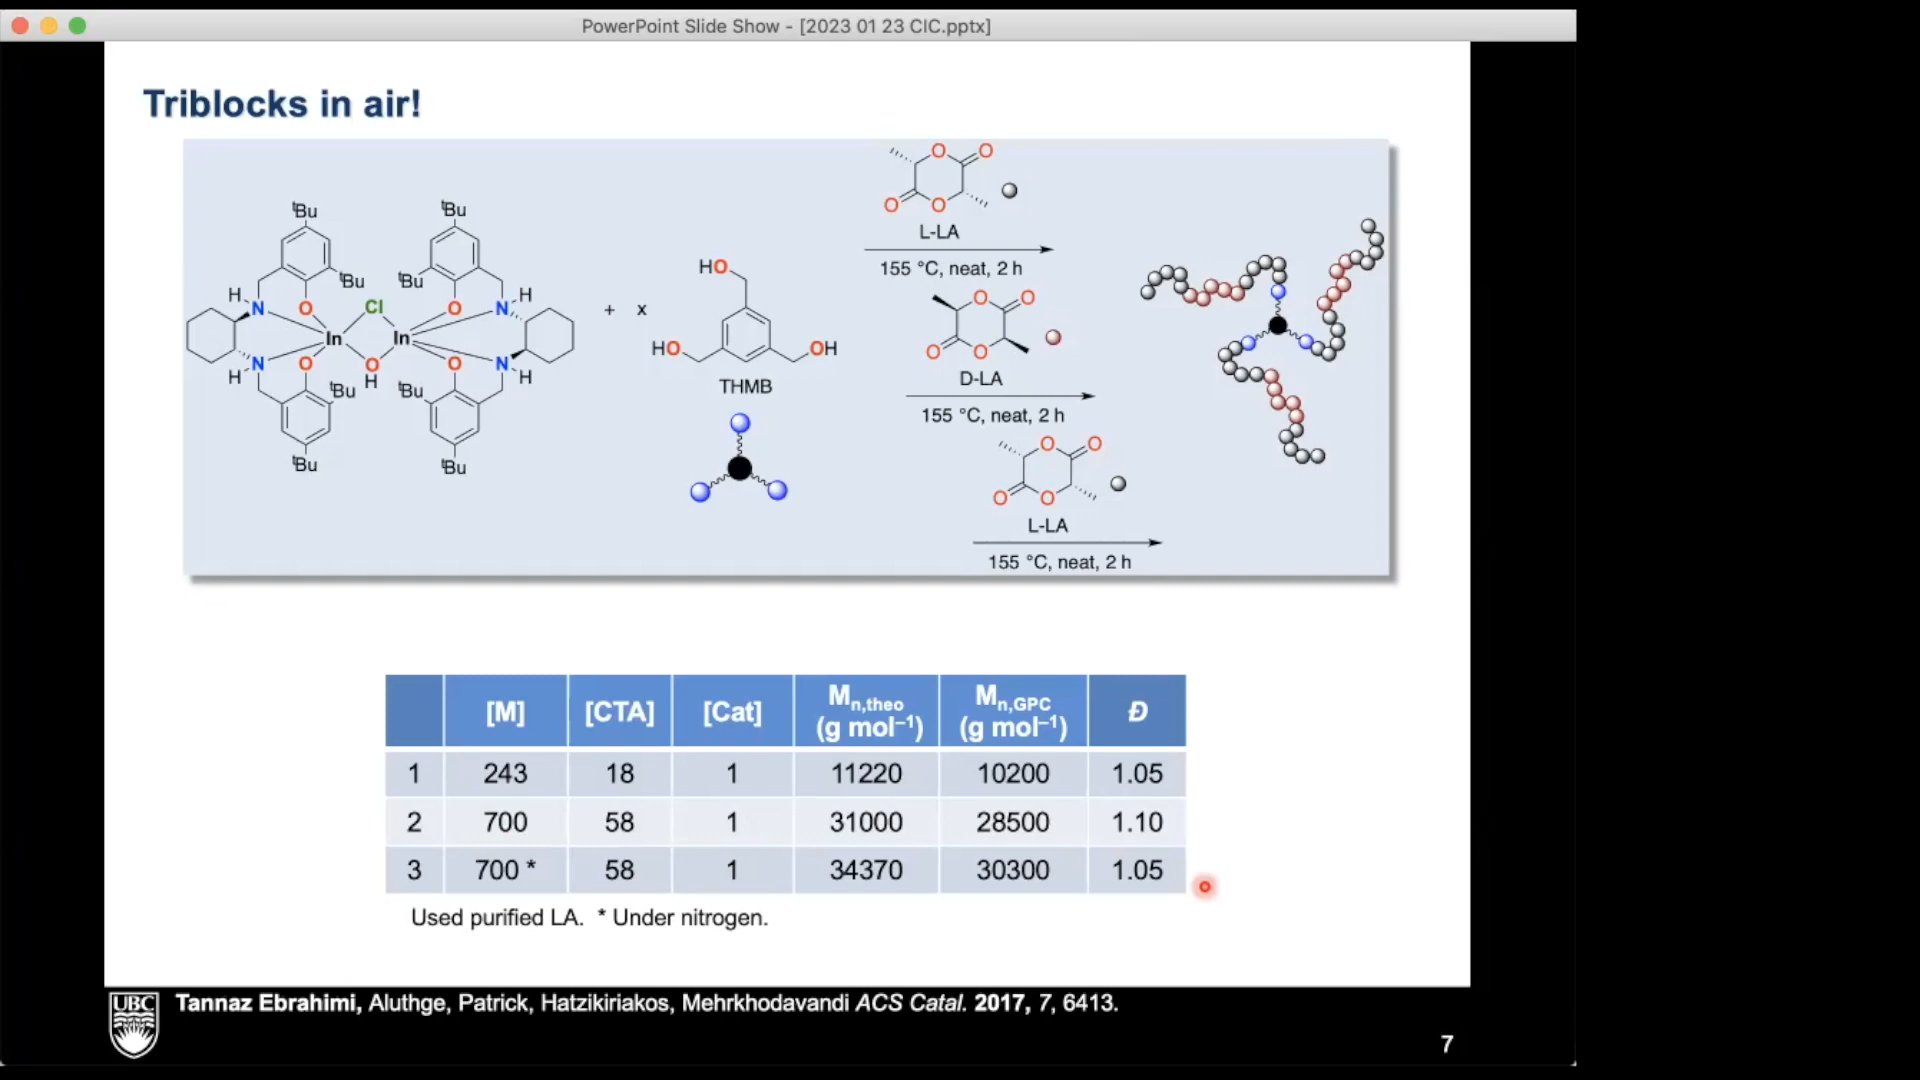 PowerPoint Slide Show - [2023 01 23 CIC.pptx]
Triblocks in air!
tBu
tBu
tBu
tBu
H
N
O
Cl
O
N
H
In
In
H
N
O
O
H
O
N
H
tBu
tBu
tBu
tBu
+ x
HO
HO
OH
THMB
O
O
O
O
L-LA
155 °C, neat, 2 h
O
O
O
O
D-LA
155 °C, neat, 2 h
O
O
O
O
L-LA
155 °C, neat, 2 h
[M] [CTA] [Cat] Mn,theo (g mol–1) Mn,GPC (g mol–1) Đ
1 243 18 1 11220 10200 1.05
2 700 58 1 31000 28500 1.10
3 700 * 58 1 34370 30300 1.05
Used purified LA. * Under nitrogen.
UBC
Tannaz Ebrahimi, Aluthge, Patrick, Hatzikiriakos, Mehrkhodavandi ACS Catal. 2017, 7, 6413.
7